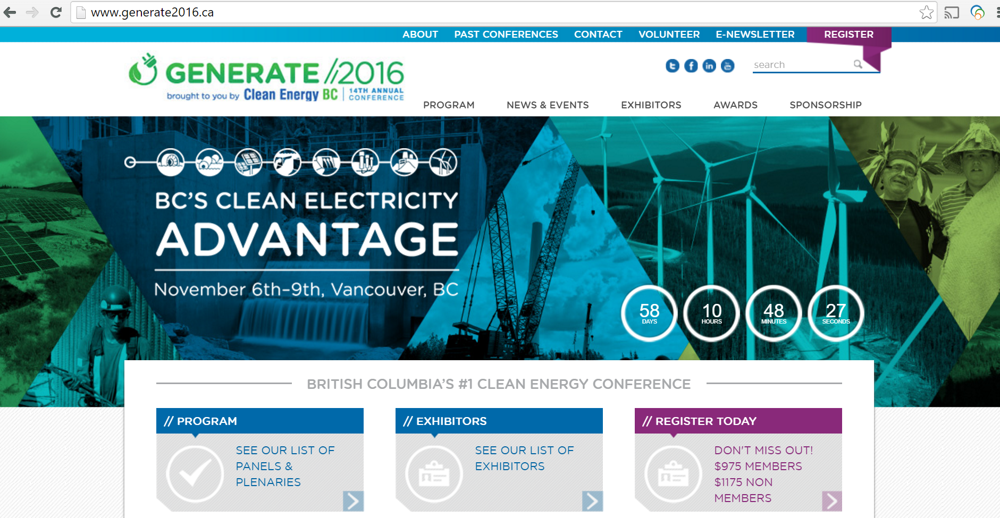 www.generate2016.ca
ABOUT PAST CONFERENCES CONTACT VOLUNTEER E-NEWSLETTER REGISTER
GENERATE //2016
brought to you by Clean Energy BC 14TH ANNUAL
CONFERENCE
search
PROGRAM NEWS & EVENTS EXHIBITORS AWARDS SPONSORSHIP
BC'S CLEAN ELECTRICITY
ADVANTAGE
November 6th–9th, Vancouver, BC
58 10 48 27
DAYS HOURS MINUTES SECONDS
BRITISH COLUMBIA'S #1 CLEAN ENERGY CONFERENCE
// PROGRAM
SEE OUR LIST OF
PANELS &
PLENARIES
// EXHIBITORS
SEE OUR LIST OF
EXHIBITORS
// REGISTER TODAY
DON'T MISS OUT!
$975 MEMBERS
$1175 NON
MEMBERS